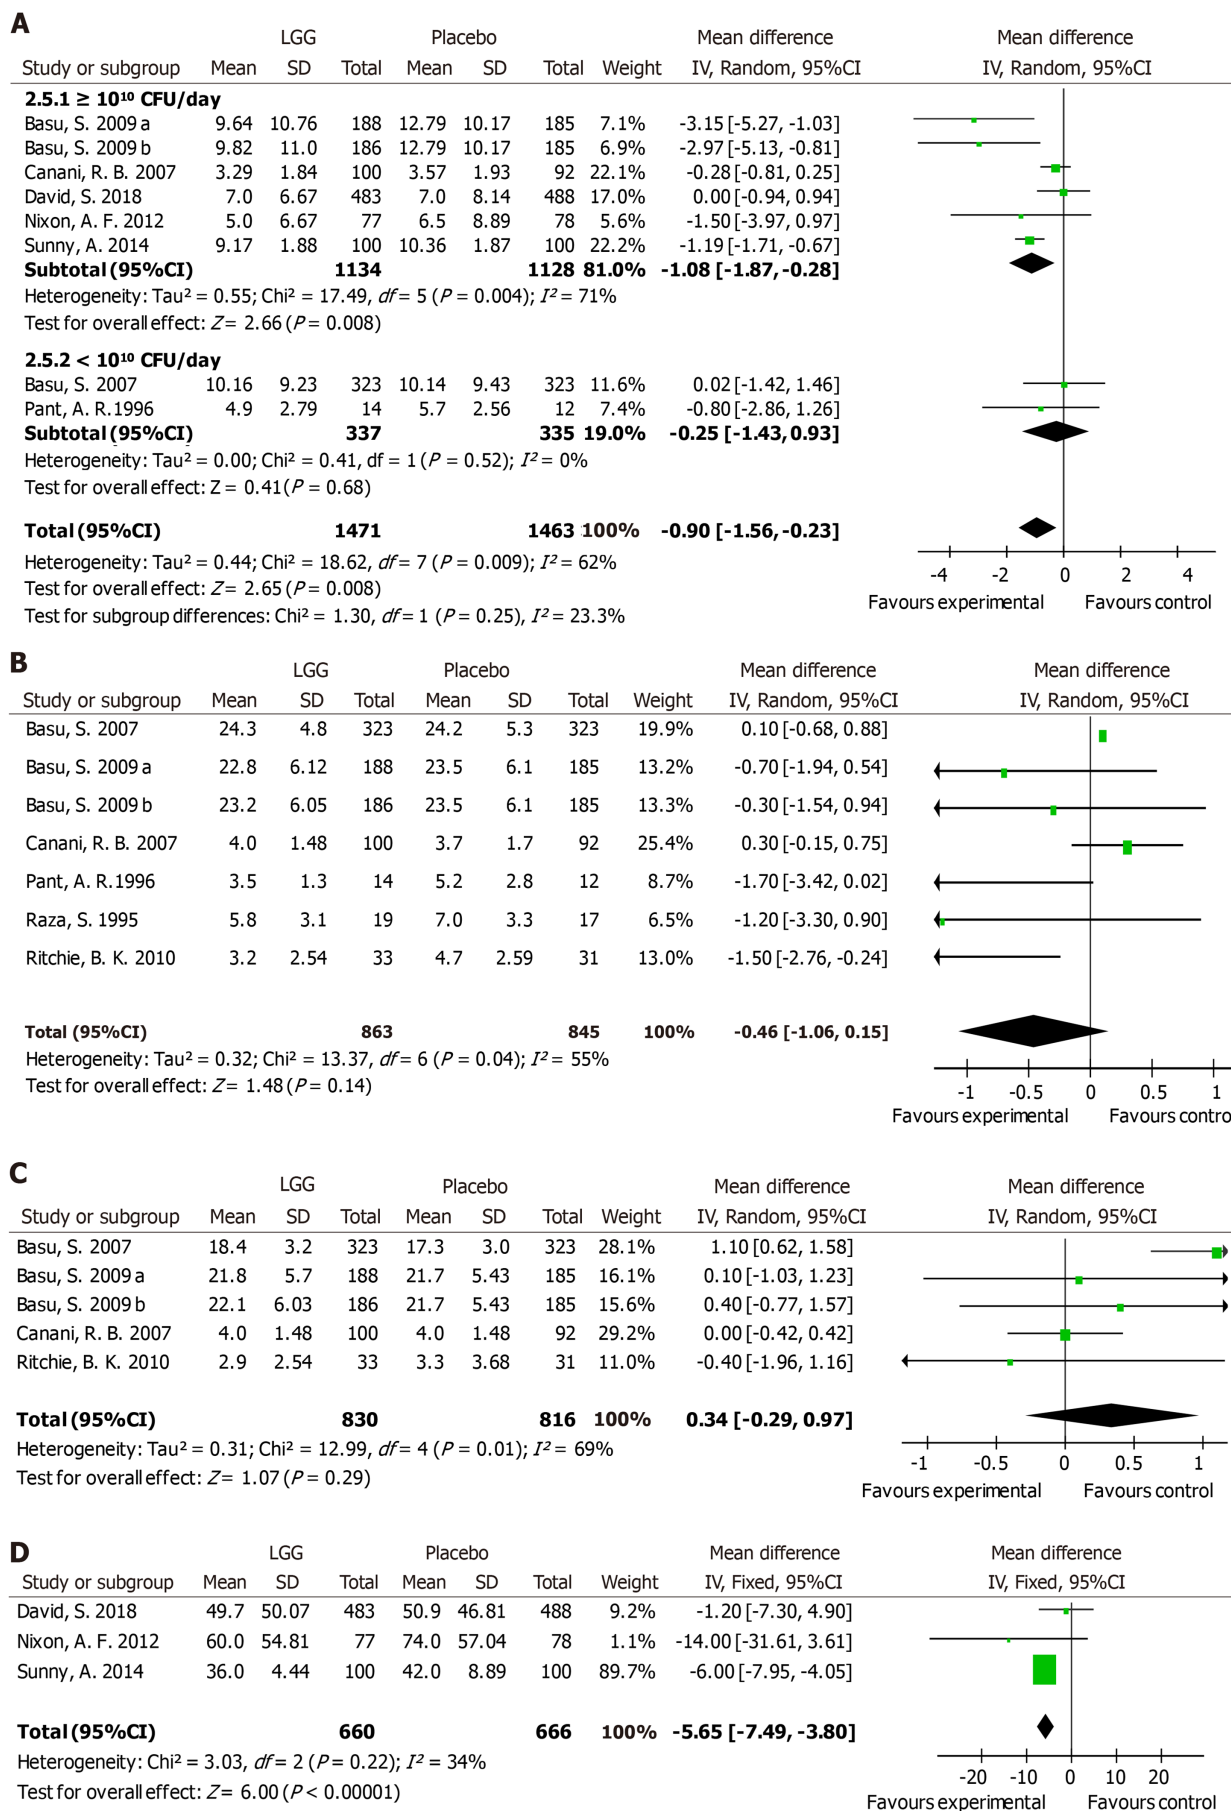 A
LGG Placebo Mean difference Mean difference
Study or subgroup Mean SD Total Mean SD Total Weight IV, Random, 95%CI IV, Random, 95%CI
2.5.1 ≥ 10¹⁰ CFU/day
Basu, S. 2009 a 9.64 10.76 188 12.79 10.17 185 7.1% -3.15 [-5.27, -1.03]
Basu, S. 2009 b 9.82 11.0 186 12.79 10.17 185 6.9% -2.97 [-5.13, -0.81]
Canani, R. B. 2007 3.29 1.84 100 3.57 1.93 92 22.1% -0.28 [-0.81, 0.25]
David, S. 2018 7.0 6.67 483 7.0 8.14 488 17.0% 0.00 [-0.94, 0.94]
Nixon, A. F. 2012 5.0 6.67 77 6.5 8.89 78 5.6% -1.50 [-3.97, 0.97]
Sunny, A. 2014 9.17 1.88 100 10.36 1.87 100 22.2% -1.19 [-1.71, -0.67]
Subtotal (95%CI) 1134 1128 81.0% -1.08 [-1.87, -0.28]
Heterogeneity: Tau² = 0.55; Chi² = 17.49, df = 5 (P = 0.004); I² = 71%
Test for overall effect: Z = 2.66 (P = 0.008)
2.5.2 < 10¹⁰ CFU/day
Basu, S. 2007 10.16 9.23 323 10.14 9.43 323 11.6% 0.02 [-1.42, 1.46]
Pant, A. R.1996 4.9 2.79 14 5.7 2.56 12 7.4% -0.80 [-2.86, 1.26]
Subtotal (95%CI) 337 335 19.0% -0.25 [-1.43, 0.93]
Heterogeneity: Tau² = 0.00; Chi² = 0.41, df = 1 (P = 0.52); I² = 0%
Test for overall effect: Z = 0.41(P = 0.68)
Total (95%CI) 1471 1463 100% -0.90 [-1.56, -0.23]
Heterogeneity: Tau² = 0.44; Chi² = 18.62, df = 7 (P = 0.009); I² = 62%
Test for overall effect: Z = 2.65 (P = 0.008)
Test for subgroup differences: Chi² = 1.30, df = 1 (P = 0.25), I² = 23.3%
-4 -2 0 2 4
Favours experimental Favours control
B
LGG Placebo Mean difference Mean difference
Study or subgroup Mean SD Total Mean SD Total Weight IV, Random, 95%CI IV, Random, 95%CI
Basu, S. 2007 24.3 4.8 323 24.2 5.3 323 19.9% 0.10 [-0.68, 0.88]
Basu, S. 2009 a 22.8 6.12 188 23.5 6.1 185 13.2% -0.70 [-1.94, 0.54]
Basu, S. 2009 b 23.2 6.05 186 23.5 6.1 185 13.3% -0.30 [-1.54, 0.94]
Canani, R. B. 2007 4.0 1.48 100 3.7 1.7 92 25.4% 0.30 [-0.15, 0.75]
Pant, A. R.1996 3.5 1.3 14 5.2 2.8 12 8.7% -1.70 [-3.42, 0.02]
Raza, S. 1995 5.8 3.1 19 7.0 3.3 17 6.5% -1.20 [-3.30, 0.90]
Ritchie, B. K. 2010 3.2 2.54 33 4.7 2.59 31 13.0% -1.50 [-2.76, -0.24]
Total (95%CI) 863 845 100% -0.46 [-1.06, 0.15]
Heterogeneity: Tau² = 0.32; Chi² = 13.37, df = 6 (P = 0.04); I² = 55%
Test for overall effect: Z = 1.48 (P = 0.14)
-1 -0.5 0 0.5 1
Favours experimental Favours contro
C
LGG Placebo Mean difference Mean difference
Study or subgroup Mean SD Total Mean SD Total Weight IV, Random, 95%CI IV, Random, 95%CI
Basu, S. 2007 18.4 3.2 323 17.3 3.0 323 28.1% 1.10 [0.62, 1.58]
Basu, S. 2009 a 21.8 5.7 188 21.7 5.43 185 16.1% 0.10 [-1.03, 1.23]
Basu, S. 2009 b 22.1 6.03 186 21.7 5.43 185 15.6% 0.40 [-0.77, 1.57]
Canani, R. B. 2007 4.0 1.48 100 4.0 1.48 92 29.2% 0.00 [-0.42, 0.42]
Ritchie, B. K. 2010 2.9 2.54 33 3.3 3.68 31 11.0% -0.40 [-1.96, 1.16]
Total (95%CI) 830 816 100% 0.34 [-0.29, 0.97]
Heterogeneity: Tau² = 0.31; Chi² = 12.99, df = 4 (P = 0.01); I² = 69%
Test for overall effect: Z = 1.07 (P = 0.29)
-1 -0.5 0 0.5 1
Favours experimental Favours control
D
LGG Placebo Mean difference Mean difference
Study or subgroup Mean SD Total Mean SD Total Weight IV, Fixed, 95%CI IV, Fixed, 95%CI
David, S. 2018 49.7 50.07 483 50.9 46.81 488 9.2% -1.20 [-7.30, 4.90]
Nixon, A. F. 2012 60.0 54.81 77 74.0 57.04 78 1.1% -14.00 [-31.61, 3.61]
Sunny, A. 2014 36.0 4.44 100 42.0 8.89 100 89.7% -6.00 [-7.95, -4.05]
Total (95%CI) 660 666 100% -5.65 [-7.49, -3.80]
Heterogeneity: Chi² = 3.03, df = 2 (P = 0.22); I² = 34%
Test for overall effect: Z = 6.00 (P < 0.00001)
-20 -10 0 10 20
Favours experimental Favours control